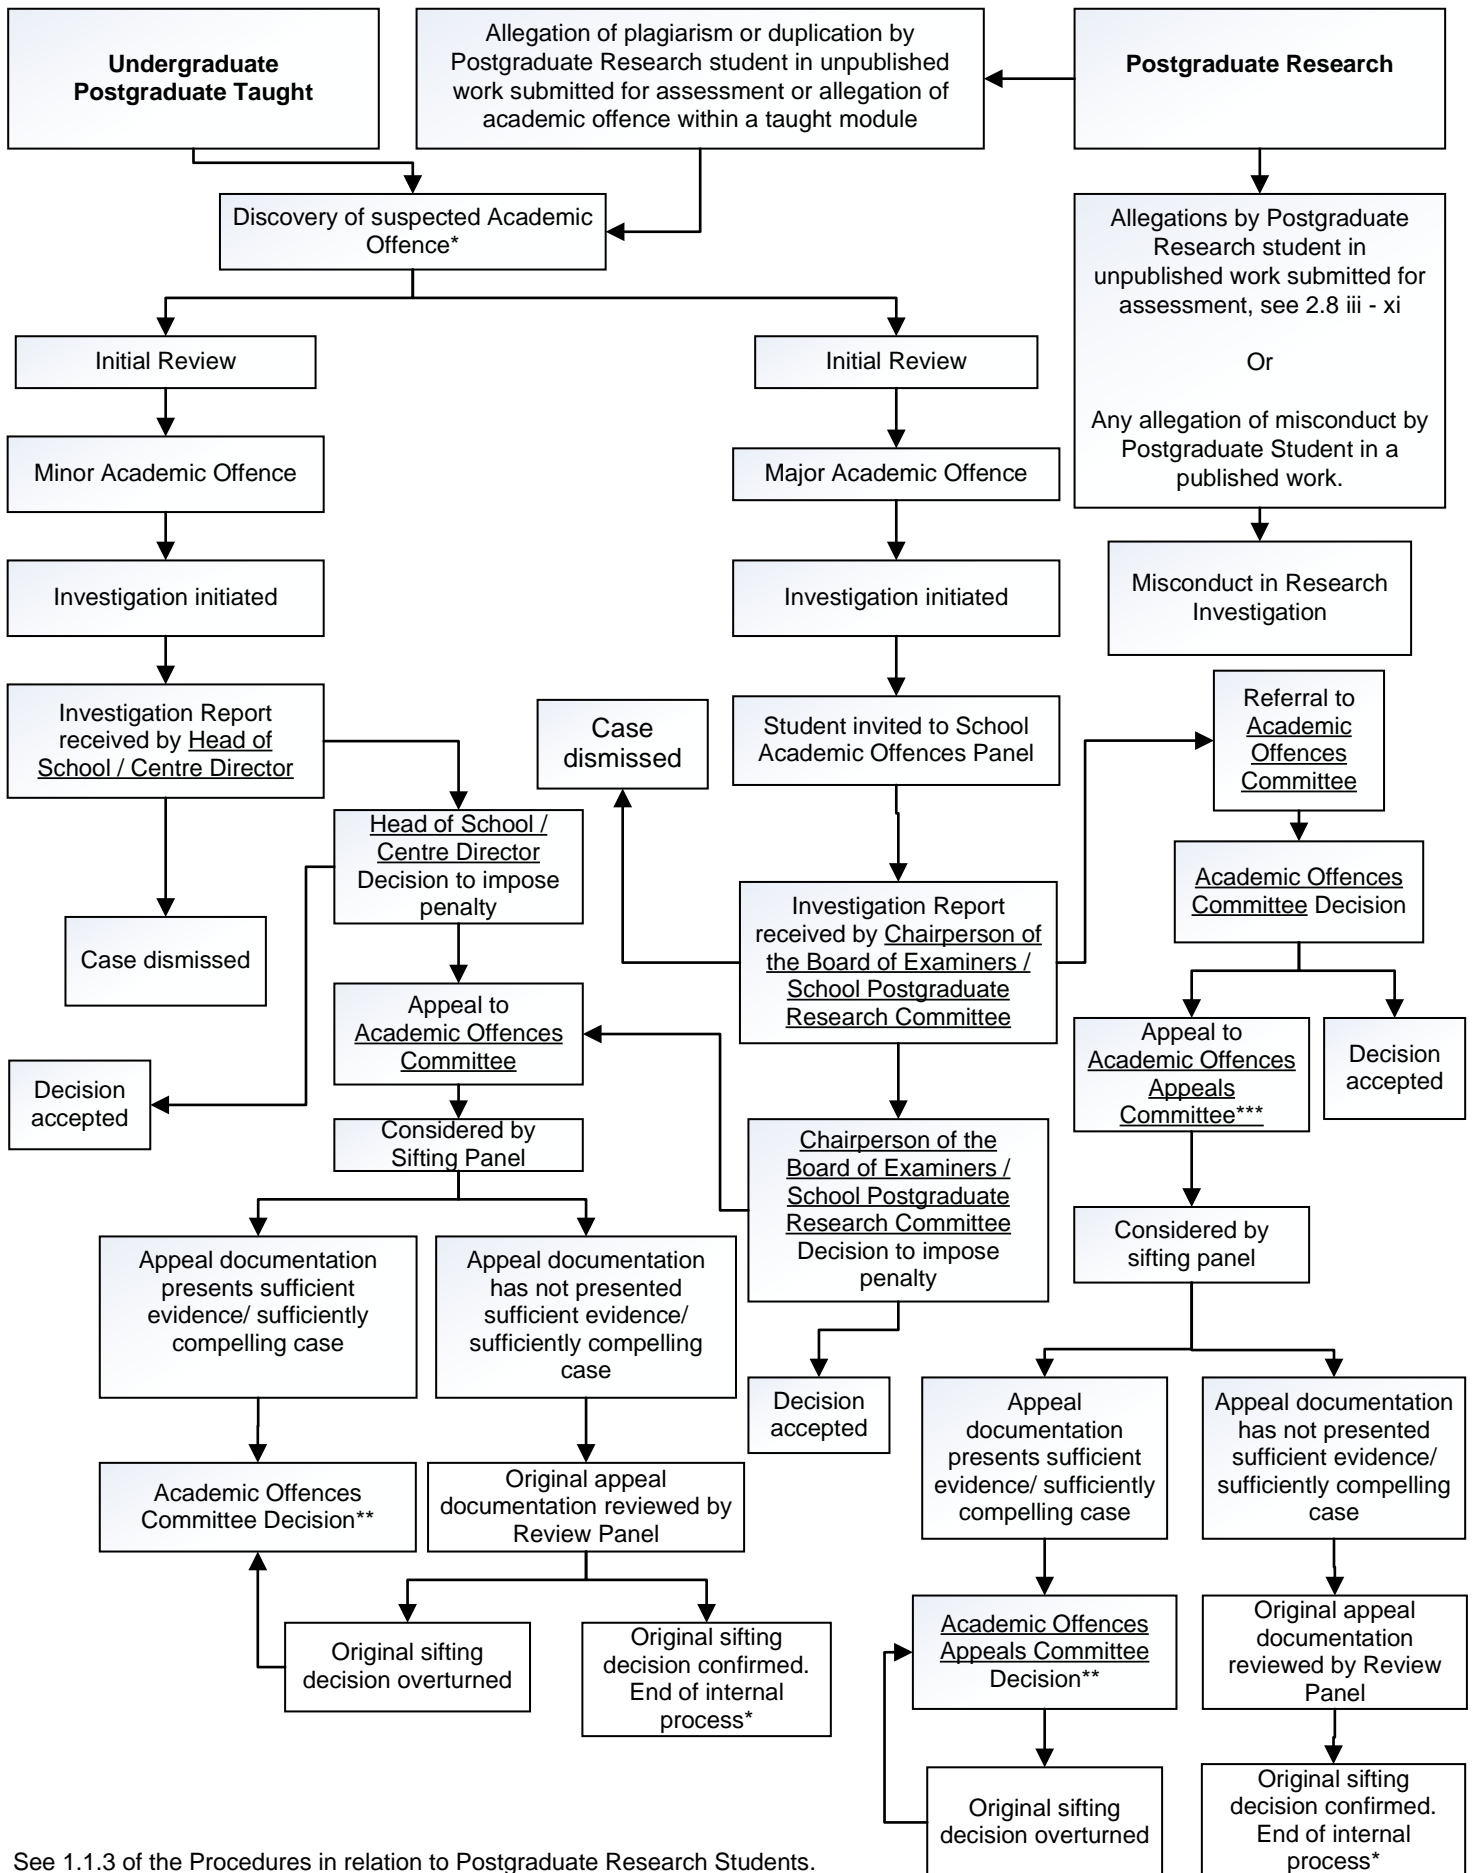 Undergraduate
Postgraduate Taught
Allegation of plagiarism or duplication by
Postgraduate Research student in unpublished
work submitted for assessment or allegation of
academic offence within a taught module
Postgraduate Research
Discovery of suspected Academic
Offence*
Allegations by Postgraduate
Research student in
unpublished work submitted for
assessment, see 2.8 iii - xi
Or
Any allegation of misconduct by
Postgraduate Student in a
published work.
Initial Review
Initial Review
Minor Academic Offence
Major Academic Offence
Investigation initiated
Investigation initiated
Misconduct in Research
Investigation
Investigation Report
received by Head of
School / Centre Director
Case
dismissed
Student invited to School
Academic Offences Panel
Referral to
Academic
Offences
Committee
Head of School /
Centre Director
Decision to impose
penalty
Academic Offences
Committee Decision
Case dismissed
Investigation Report
received by Chairperson of
the Board of Examiners /
School Postgraduate
Research Committee
Appeal to
Academic Offences
Committee
Appeal to
Academic Offences
Appeals
Committee***
Decision
accepted
Decision
accepted
Considered by
Sifting Panel
Chairperson of the
Board of Examiners /
School Postgraduate
Research Committee
Decision to impose
penalty
Considered by
sifting panel
Appeal documentation
presents sufficient
evidence/ sufficiently
compelling case
Appeal documentation
has not presented
sufficient evidence/
sufficiently compelling
case
Decision
accepted
Appeal
documentation
presents sufficient
evidence/ sufficiently
compelling case
Appeal documentation
has not presented
sufficient evidence/
sufficiently compelling
case
Academic Offences
Committee Decision**
Original appeal
documentation reviewed by
Review Panel
Academic Offences
Appeals Committee
Decision**
Original appeal
documentation
reviewed by Review
Panel
Original sifting
decision overturned
Original sifting
decision confirmed.
End of internal
process*
Original sifting
decision overturned
Original sifting
decision confirmed.
End of internal
process*
See 1.1.3 of the Procedures in relation to Postgraduate Research Students.